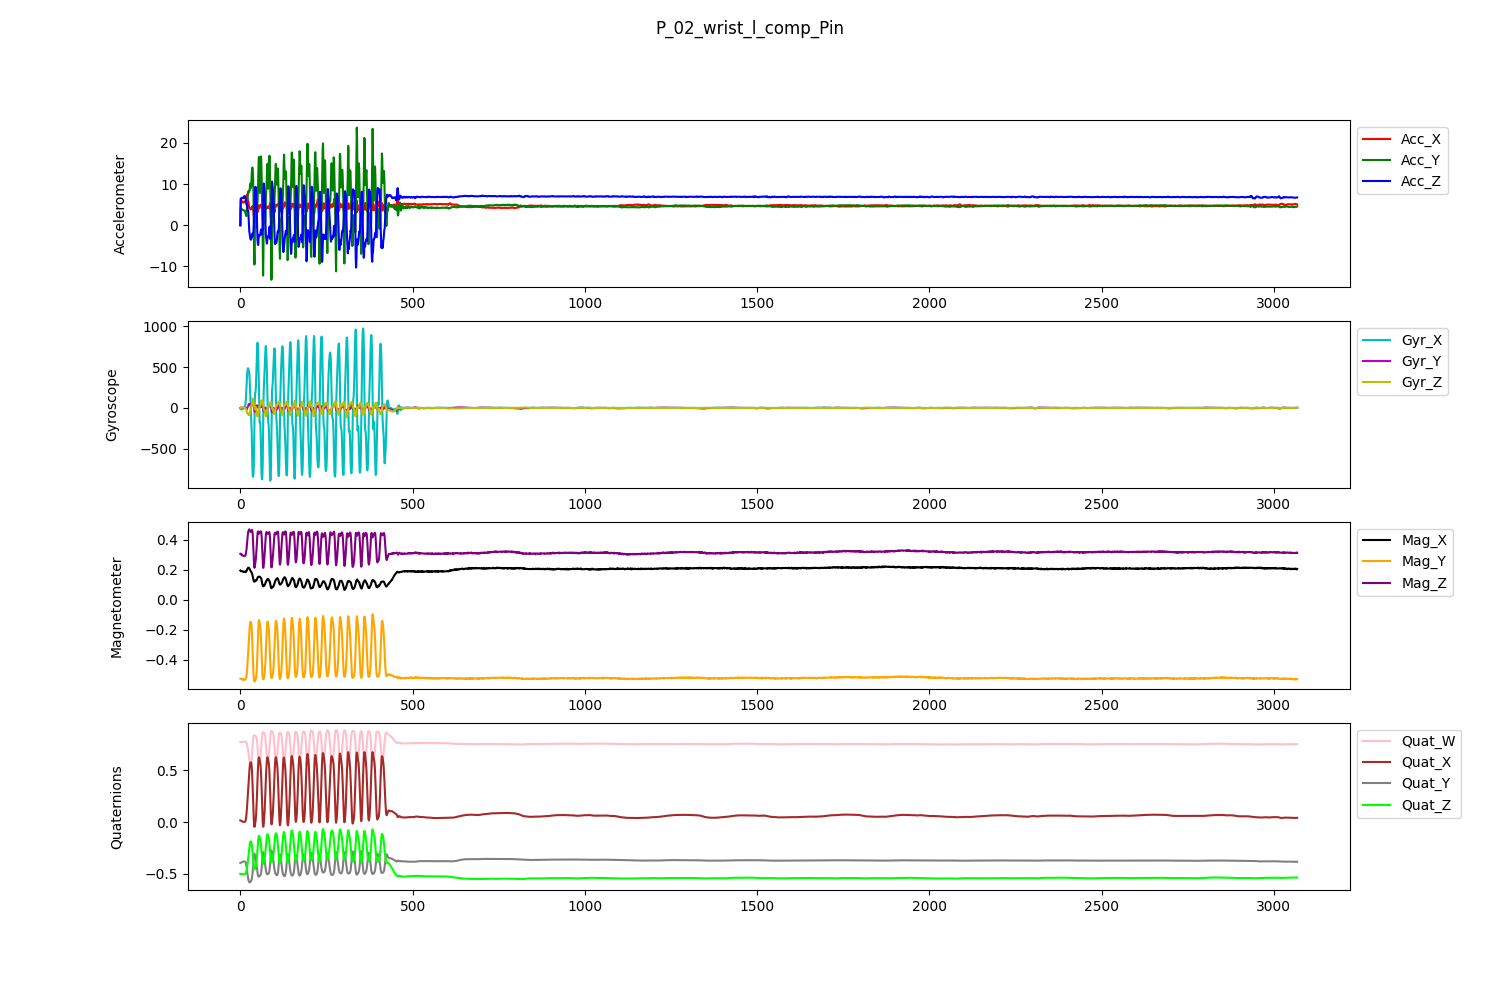 P_02_wrist_l_comp_Pin
Accelerometer
20
10
0
−10
0 500 1000 1500 2000 2500 3000
Acc_X
Acc_Y
Acc_Z
Gyroscope
1000
500
0
−500
0 500 1000 1500 2000 2500 3000
Gyr_X
Gyr_Y
Gyr_Z
Magnetometer
0.4
0.2
0.0
−0.2
−0.4
0 500 1000 1500 2000 2500 3000
Mag_X
Mag_Y
Mag_Z
Quaternions
0.5
0.0
−0.5
0 500 1000 1500 2000 2500 3000
Quat_W
Quat_X
Quat_Y
Quat_Z